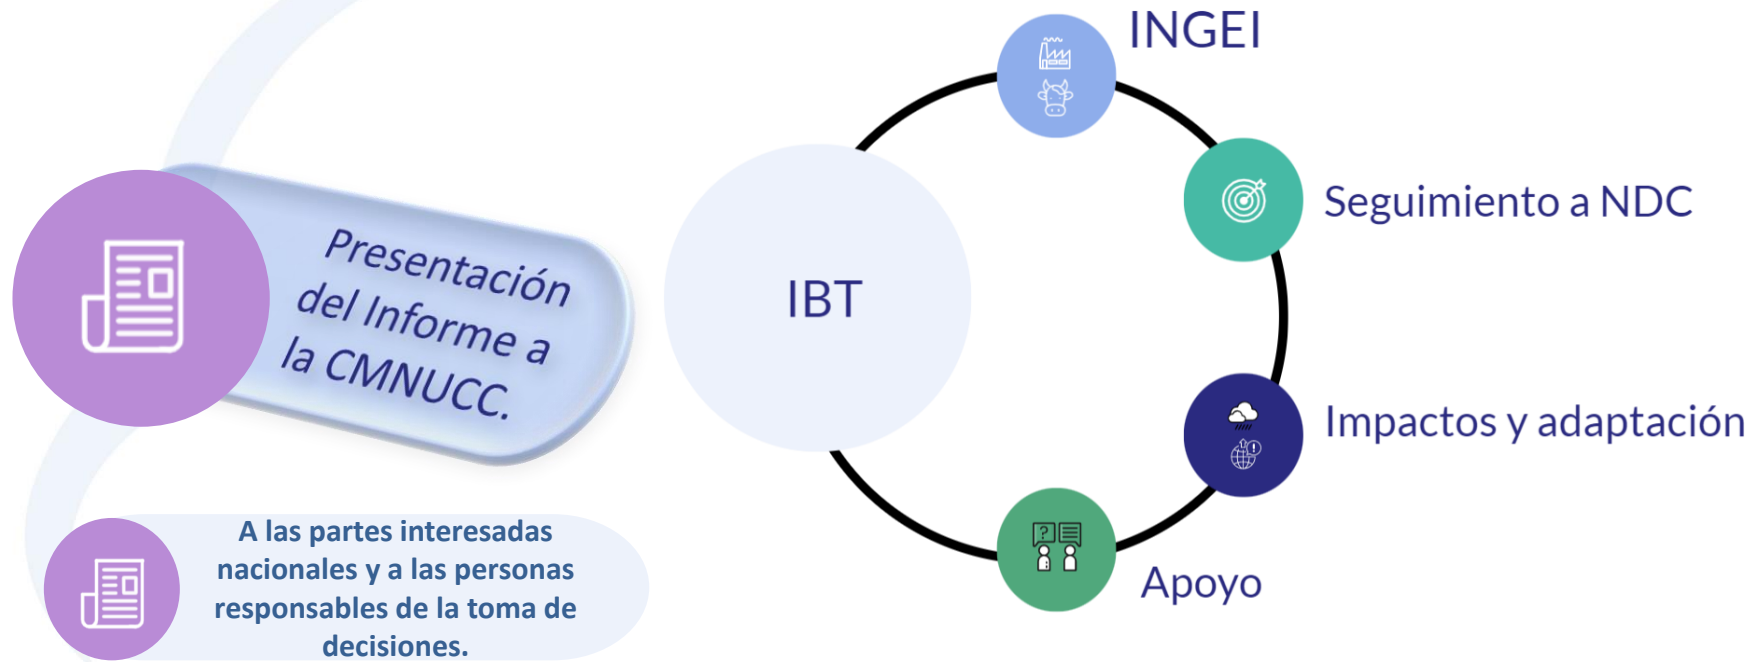 Presentación
del Informe a
la CMNUCC.
A las partes interesadas
nacionales y a las personas
responsables de la toma de
decisiones.
IBT
INGEI
Seguimiento a NDC
Impactos y adaptación
Apoyo